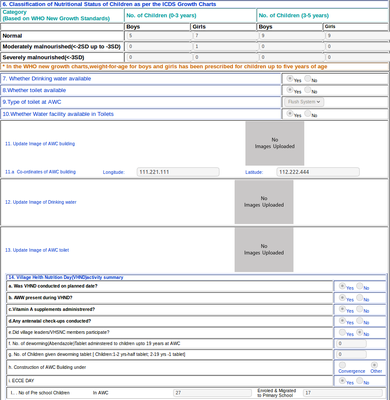 6. Classification of Nutritional Status of Children as per the ICDS Growth Charts
Category
(Based on WHO New Growth Standards)
No. of Children (0-3 years)
No. of Children (3-5 years)
Boys Girls Boys Girls
Normal 5 7 9 9
Moderately malnourished(<-2SD up to -3SD) 0 1 0 0
Severely malnourished(<-3SD) 0 0 0 0
* In the WHO new growth charts,weight-for-age for boys and girls has been prescribed for children up to five years of age
7. Whether Drinking water available Yes No
8.Whether toilet available Yes No
9.Type of toilet at AWC Flush System
10.Whether Water facility available in Toilets Yes No
11. Update Image of AWC building
No
Images Uploaded
11.a Co-ordinates of AWC building Longitude: 111.221.111 Latitude: 112.222.444
12. Update Image of Drinking water
No
Images Uploaded
13. Update Image of AWC toilet
No
Images Uploaded
14. Village Helth Nutrition Day(VHND)activity summary
a. Was VHND conducted on planned date? Yes No
b. AWW present during VHND? Yes No
c.Vitamin A supplements administered? Yes No
d.Any antenatal check-ups conducted? Yes No
e Did village leaders/VHSNC members participate? Yes No
f. No. of deworming(Abendazole)Tablet administered to children upto 19 years at AWC 0
g. No. of Children given deworming tablet [ Children 1-2 yrs-half tablet; 2-19 yrs -1 tablet] 0
h. Construction of AWC Building under Convergence Other
i. ECCE DAY Yes No
I. . No of Pre school Children In AWC 27 Enroled & Migrated to Primary School 17